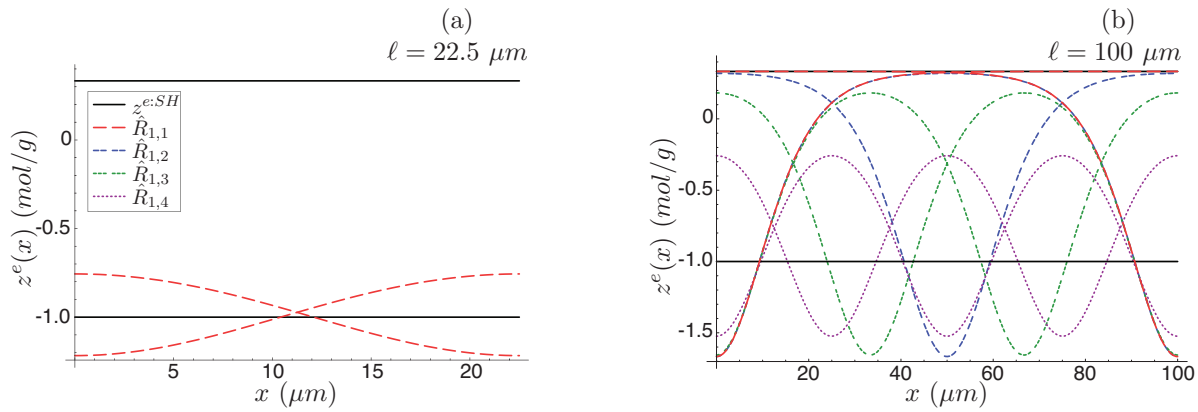 (a)
ℓ = 22.5 μm
z^e(x) (mol/g)
0
-0.5
-1.0
z^{e:SH}
R̂_{1,1}
R̂_{1,2}
R̂_{1,3}
R̂_{1,4}
5 10 15 20
x (μm)
(b)
ℓ = 100 μm
z^e(x) (mol/g)
0
-0.5
-1.0
-1.5
20 40 60 80 100
x (μm)